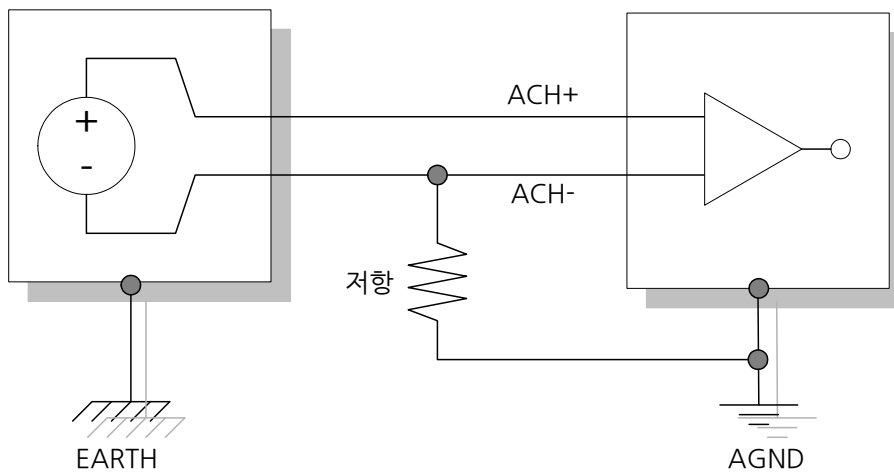 ACH+
+
-
ACH-
저항
EARTH
AGND